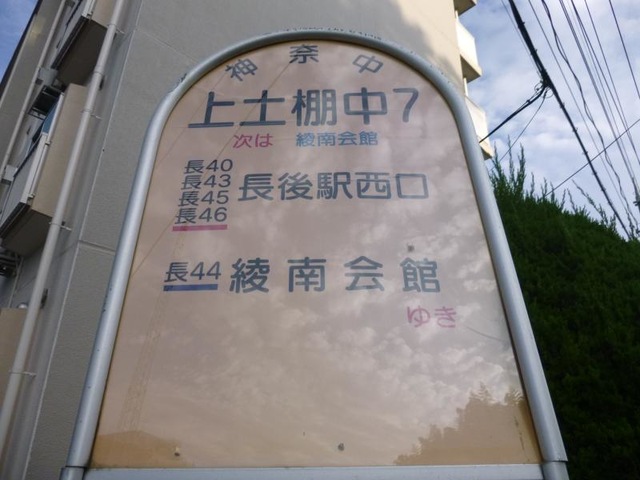 神奈中
上土棚中7
次は 綾南会館
長40
長43
長45
長46
長後駅西口
長44 綾南会館
ゆき